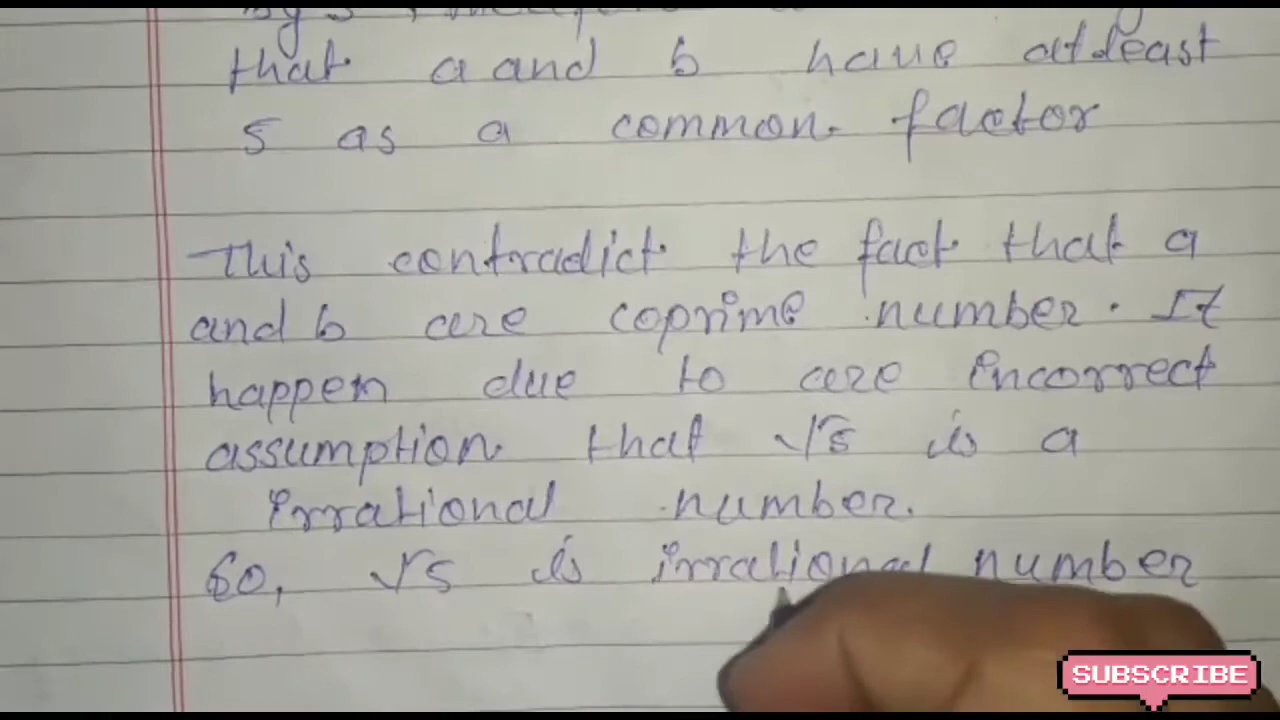 that a and b have atleast
5 as a common factor
This contradict the fact that a
and b are coprime number. It
happen due to are incorrect
assumption that √5 is a
irrational number.
So, √5 is irrational number
SUBSCRIBE